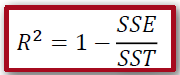 R² = 1 − SSE/SST